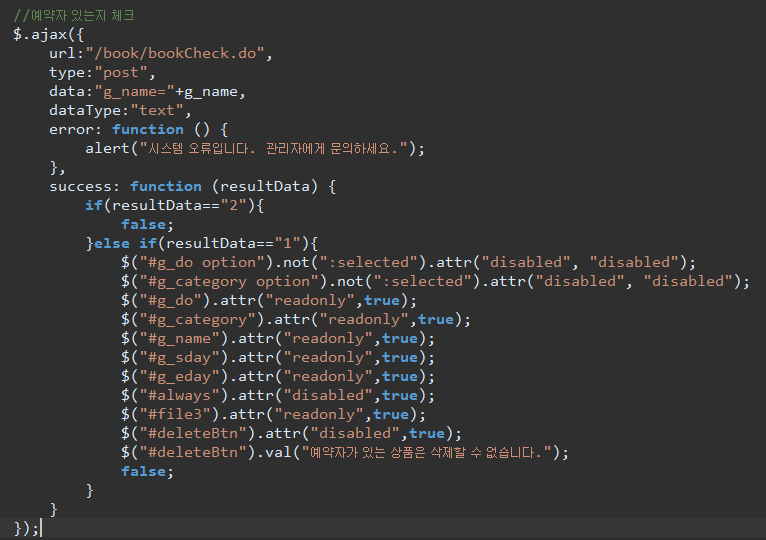 //예약자 있는지 체크
$.ajax({
    url:"/book/bookCheck.do",
    type:"post",
    data:"g_name="+g_name,
    dataType:"text",
    error: function () {
        alert("시스템 오류입니다. 관리자에게 문의하세요.");
    },
    success: function (resultData) {
        if(resultData=="2"){
            false;
        }else if(resultData=="1"){
            $("#g_do option").not(":selected").attr("disabled", "disabled");
            $("#g_category option").not(":selected").attr("disabled", "disabled");
            $("#g_do").attr("readonly",true);
            $("#g_category").attr("readonly",true);
            $("#g_name").attr("readonly",true);
            $("#g_sday").attr("readonly",true);
            $("#g_eday").attr("readonly",true);
            $("#always").attr("disabled",true);
            $("#file3").attr("readonly",true);
            $("#deleteBtn").attr("disabled",true);
            $("#deleteBtn").val("예약자가 있는 상품은 삭제할 수 없습니다.");
            false;
        }
    }
});